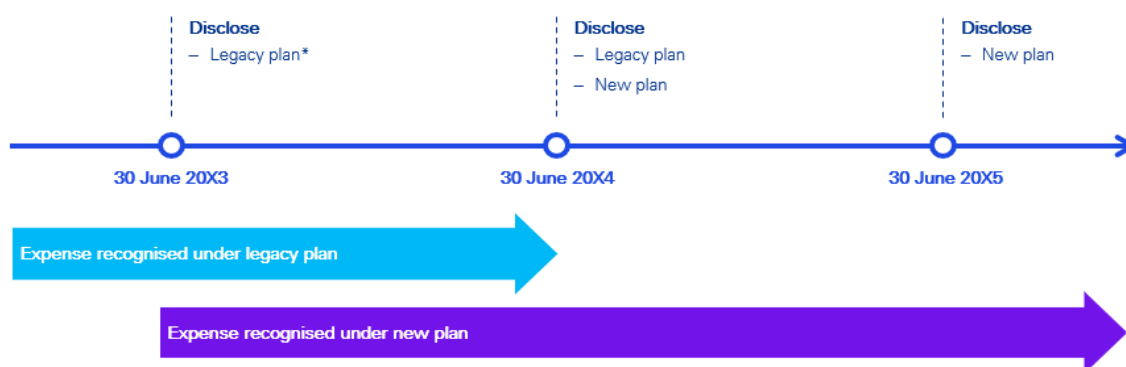 Disclose
– Legacy plan*
Disclose
– Legacy plan
– New plan
Disclose
– New plan
30 June 20X3
30 June 20X4
30 June 20X5
Expense recognised under legacy plan
Expense recognised under new plan